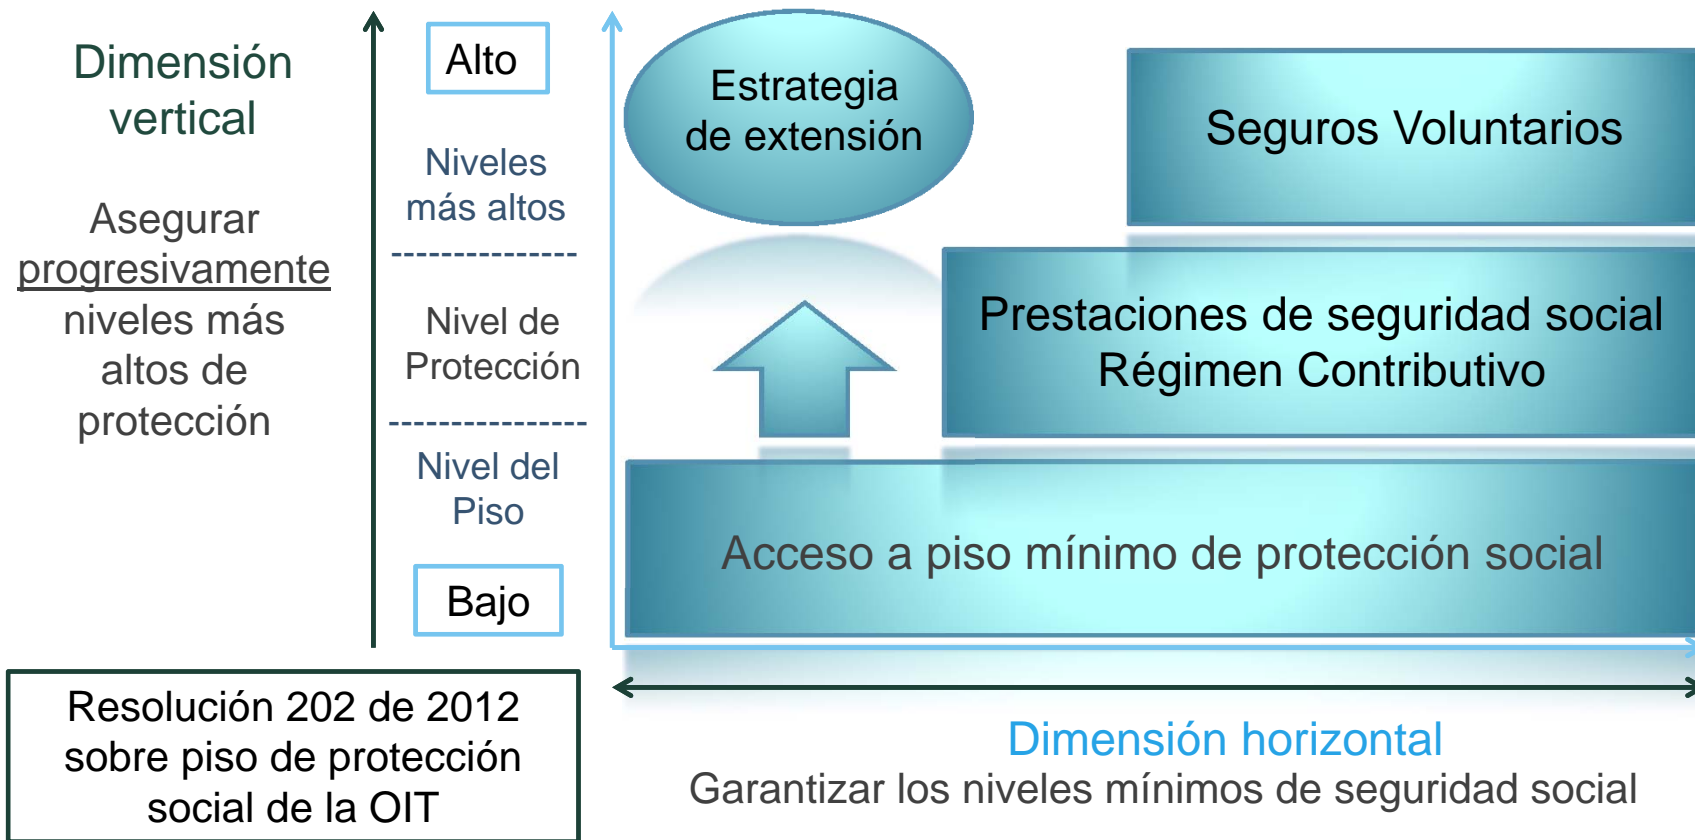 Dimensión
vertical
Asegurar
progresivamente
niveles más
altos de
protección
Alto
Niveles
más altos
---------------
Nivel de
Protección
----------------
Nivel del
Piso
Bajo
Estrategia
de extensión
Seguros Voluntarios
Prestaciones de seguridad social
Régimen Contributivo
Acceso a piso mínimo de protección social
Resolución 202 de 2012
sobre piso de protección
social de la OIT
Dimensión horizontal
Garantizar los niveles mínimos de seguridad social